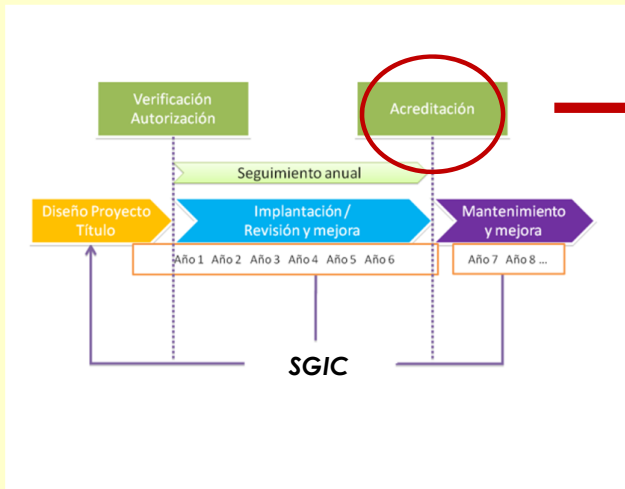 Verificación
Autorización
Acreditación
Seguimiento anual
Diseño Proyecto
Título
Implantación /
Revisión y mejora
Mantenimiento
y mejora
Año 1 Año 2 Año 3 Año 4 Año 5 Año 6
Año 7 Año 8 ...
SGIC